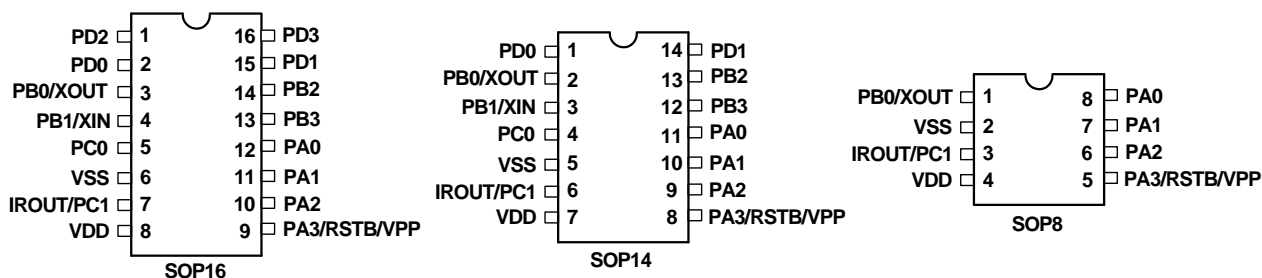 PD2 1 16 PD3
PD0 2 15 PD1
PB0/XOUT 3 14 PB2
PB1/XIN 4 13 PB3
PC0 5 12 PA0
VSS 6 11 PA1
IROUT/PC1 7 10 PA2
VDD 8 9 PA3/RSTB/VPP
SOP16
PD0 1 14 PD1
PB0/XOUT 2 13 PB2
PB1/XIN 3 12 PB3
PC0 4 11 PA0
VSS 5 10 PA1
IROUT/PC1 6 9 PA2
VDD 7 8 PA3/RSTB/VPP
SOP14
PB0/XOUT 1 8 PA0
VSS 2 7 PA1
IROUT/PC1 3 6 PA2
VDD 4 5 PA3/RSTB/VPP
SOP8